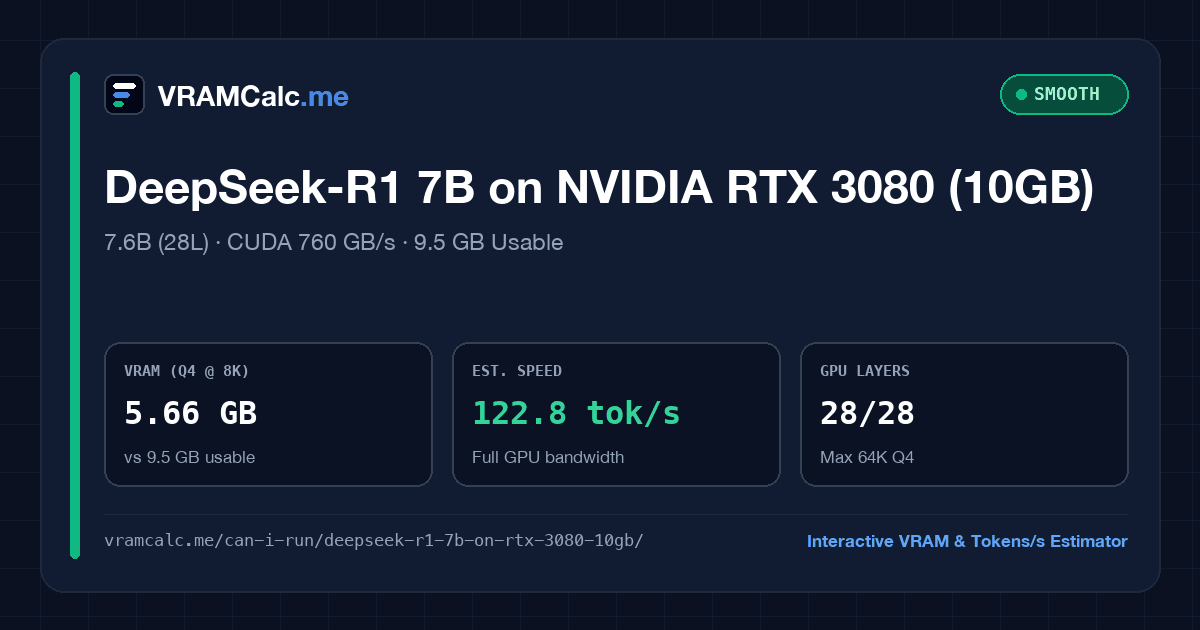 VRAMCalc.me
SMOOTH
DeepSeek-R1 7B on NVIDIA RTX 3080 (10GB)
7.6B (28L) · CUDA 760 GB/s · 9.5 GB Usable
VRAM (Q4 @ 8K)
5.66 GB
vs 9.5 GB usable
EST. SPEED
122.8 tok/s
Full GPU bandwidth
GPU LAYERS
28/28
Max 64K Q4
vramcalc.me/can-i-run/deepseek-r1-7b-on-rtx-3080-10gb/
Interactive VRAM & Tokens/s Estimator